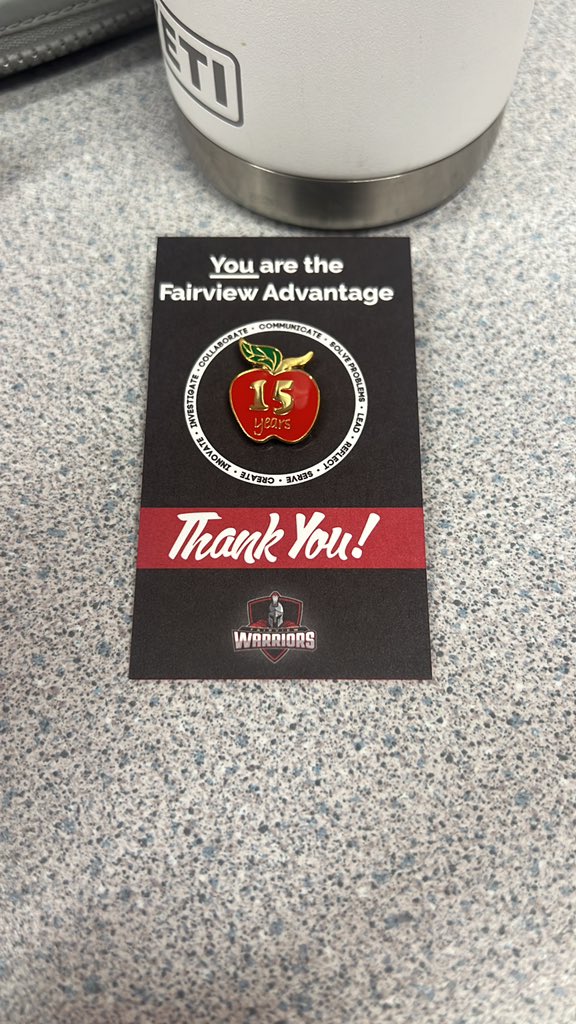 ETI
You are the
Fairview Advantage
COLLABORATE • COMMUNICATE • SOLVE PROBLEMS • LEAD • REFLECT • SERVE • CREATE • INNOVATE • INVESTIGATE •
15
years
Thank You!
WARRIORS